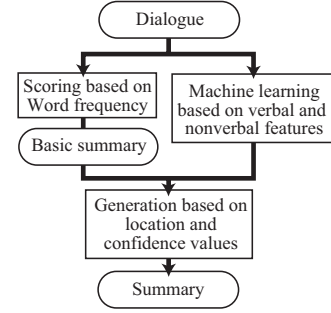 Dialogue
Scoring based on
Word frequency
Basic summary
Machine learning
based on verbal and
nonverbal features
Generation based on
location and
confidence values
Summary